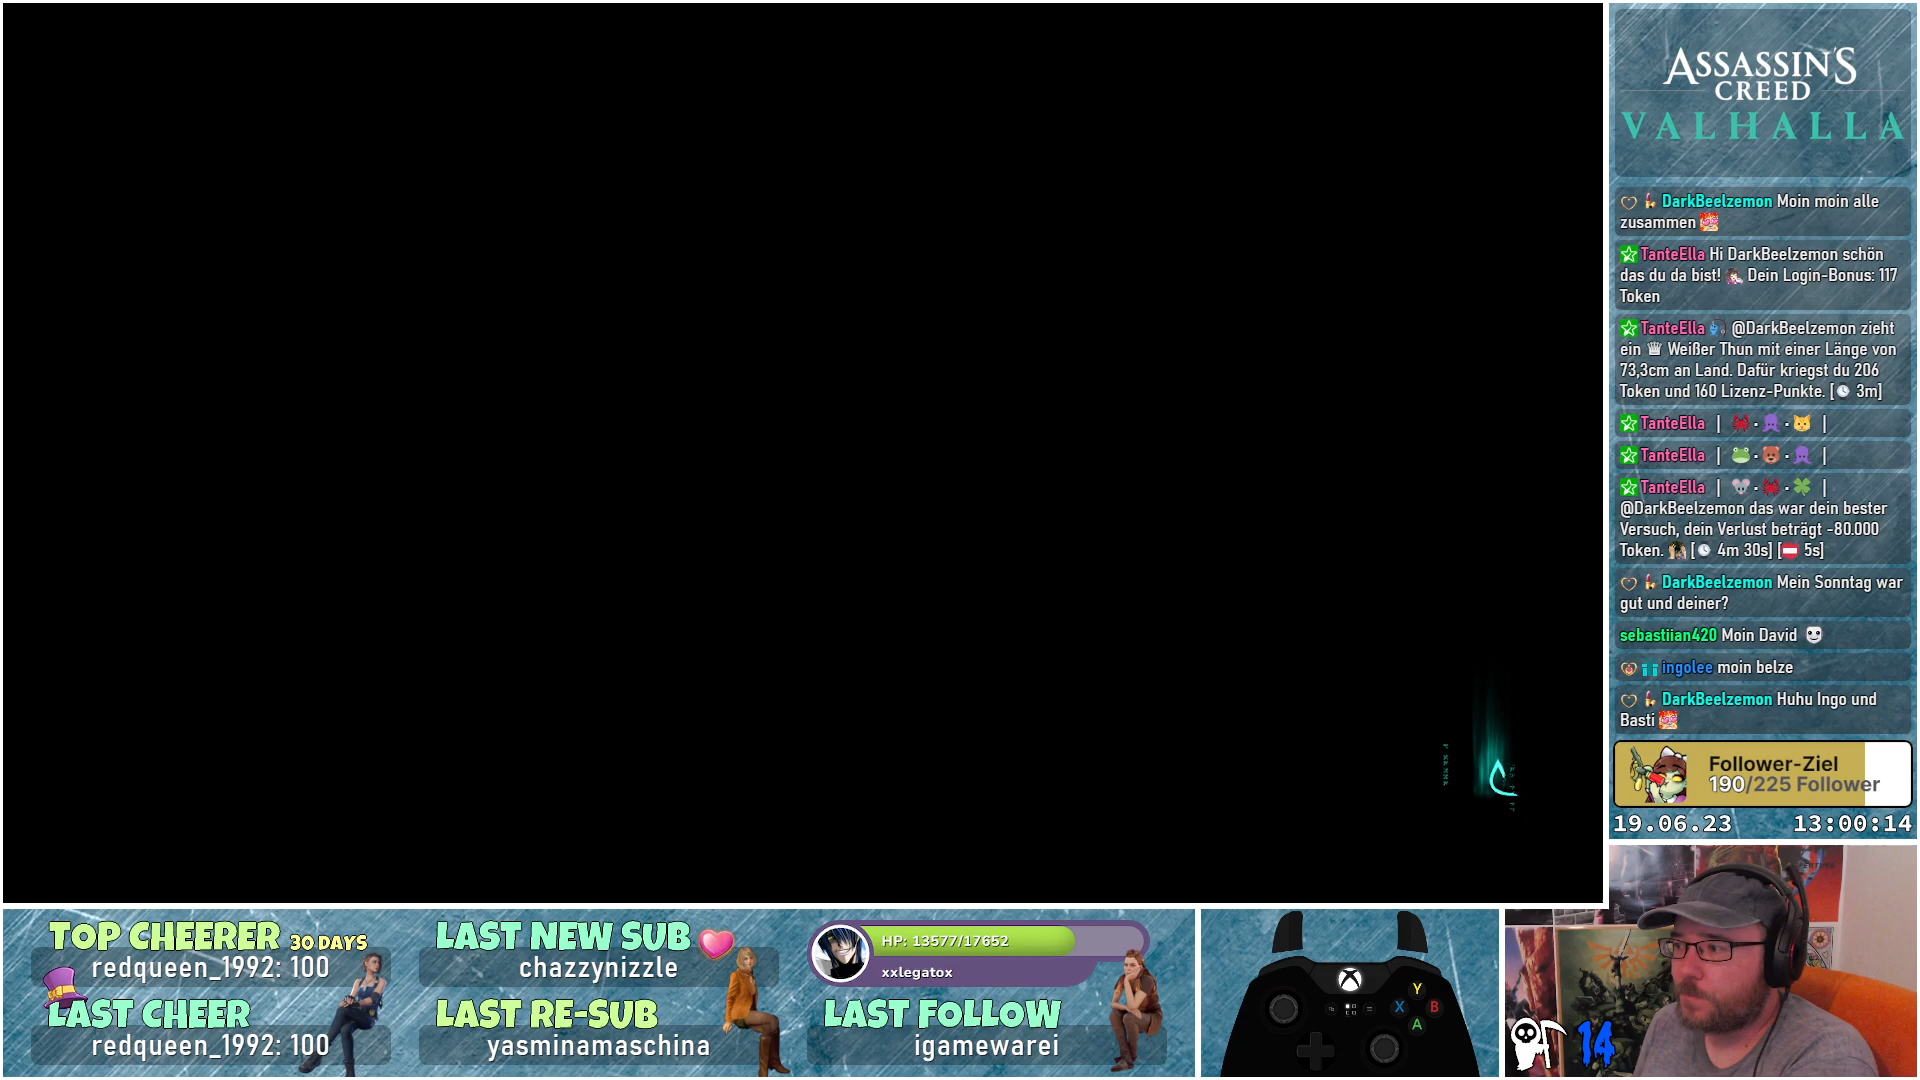 ASSASSIN'S
CREED
VALHALLA
DarkBeelzemon Moin moin alle
zusammen
TanteElla Hi DarkBeelzemon schön
das du da bist! Dein Login-Bonus: 117
Token
TanteElla @DarkBeelzemon zieht
ein Weißer Thun mit einer Länge von
73,3cm an Land. Dafür kriegst du 206
Token und 160 Lizenz-Punkte. [ 3m]
TanteElla | • • |
TanteElla | • • |
TanteElla | • • |
@DarkBeelzemon das war dein bester
Versuch, dein Verlust beträgt -80.000
Token. [ 4m 30s] [ 5s]
DarkBeelzemon Mein Sonntag war
gut und deiner?
sebastiian420 Moin David
ingolee moin belze
DarkBeelzemon Huhu Ingo und
Basti
Follower-Ziel
190/225 Follower
19.06.23 13:00:14
TOP CHEERER 30 DAYS
redqueen_1992: 100
LAST CHEER
redqueen_1992: 100
LAST NEW SUB
chazzynizzle
LAST RE-SUB
yasminamaschina
HP: 13577/17652
xxlegatox
LAST FOLLOW
igamewarei
Y
X B
A
14